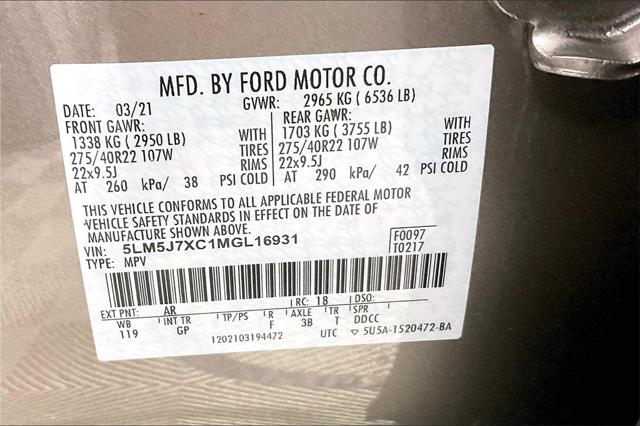 MFD. BY FORD MOTOR CO.
DATE: 03/21 GVWR: 2965 KG ( 6536 LB)
FRONT GAWR: REAR GAWR:
1338 KG ( 2950 LB) WITH 1703 KG ( 3755 LB) WITH
275/40R22 107W TIRES 275/40R22 107W TIRES
22x9.5J RIMS 22x9.5J RIMS
AT 260 kPa/ 38 PSI COLD AT 290 kPa/ 42 PSI COLD
THIS VEHICLE CONFORMS TO ALL APPLICABLE FEDERAL MOTOR
VEHICLE SAFETY STANDARDS IN EFFECT ON THE DATE OF
MANUFACTURE SHOWN ABOVE.
VIN: 5LM5J7XC1MGL16931 F0097
TYPE: MPV T0217
EXT PNT: AR RC: 18 DSO:
WB INT TR TP/PS R AXLE TR SPR
119 GP F 3B T DDCC
1202103194472 UTC ▽ 5U5A-1520472-BA